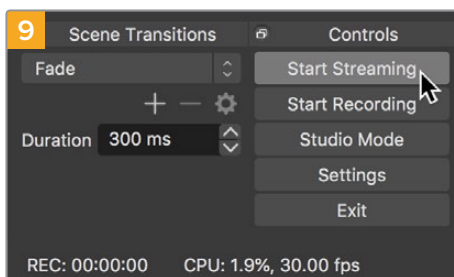 9
Scene Transitions
Controls
Fade
Start Streaming
Start Recording
Duration 300 ms
Studio Mode
Settings
Exit
REC: 00:00:00 CPU: 1.9%, 30.00 fps